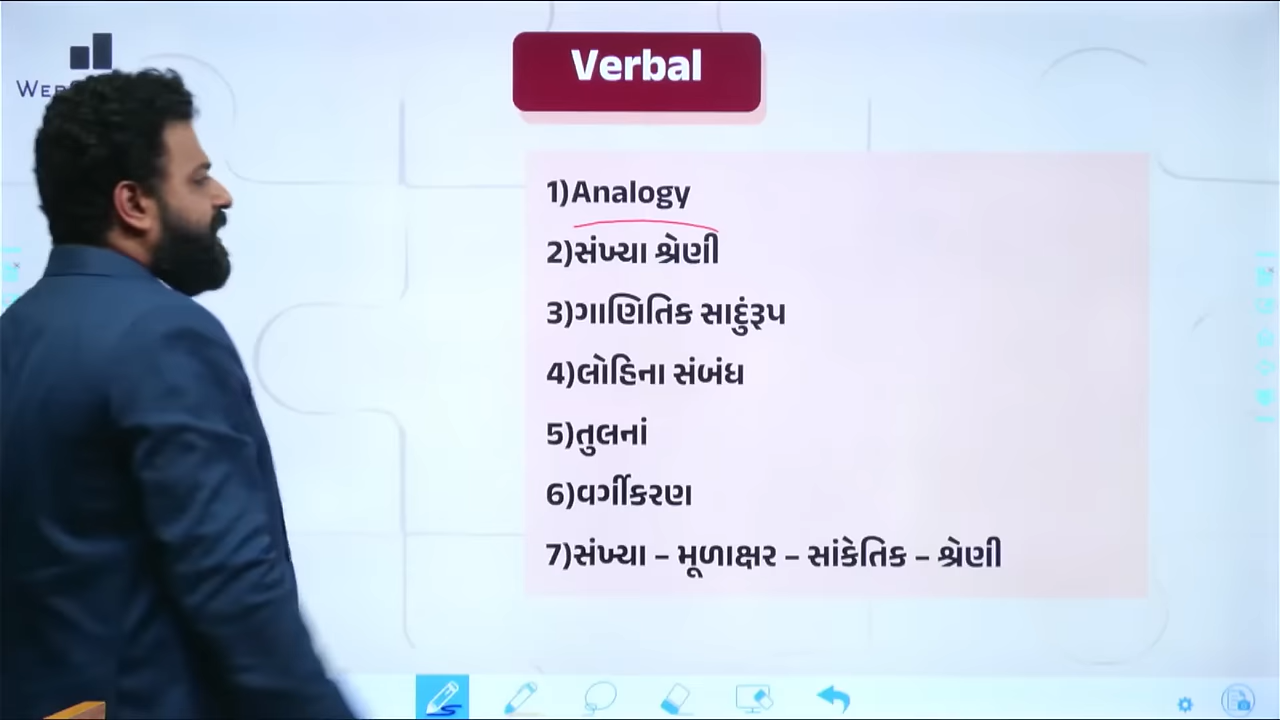 Verbal
1)Analogy
2)સંખ્યા શ્રેણી
3)ગાણિતિક સાદુંરૂપ
4)લોહિના સંબંધ
5)તુલનાં
6)વર્ગીકરણ
7)સંખ્યા – મૂળાક્ષર – સાંકેતિક – શ્રેણી